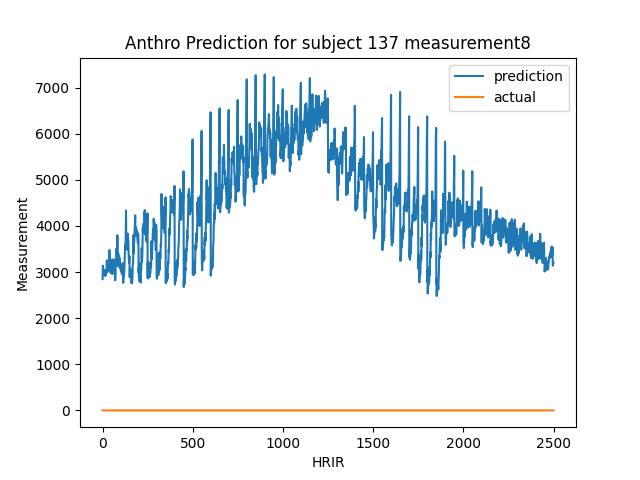 Anthro Prediction for subject 137 measurement8
prediction
actual
Measurement
7000
6000
5000
4000
3000
2000
1000
0
0 500 1000 1500 2000 2500
HRIR